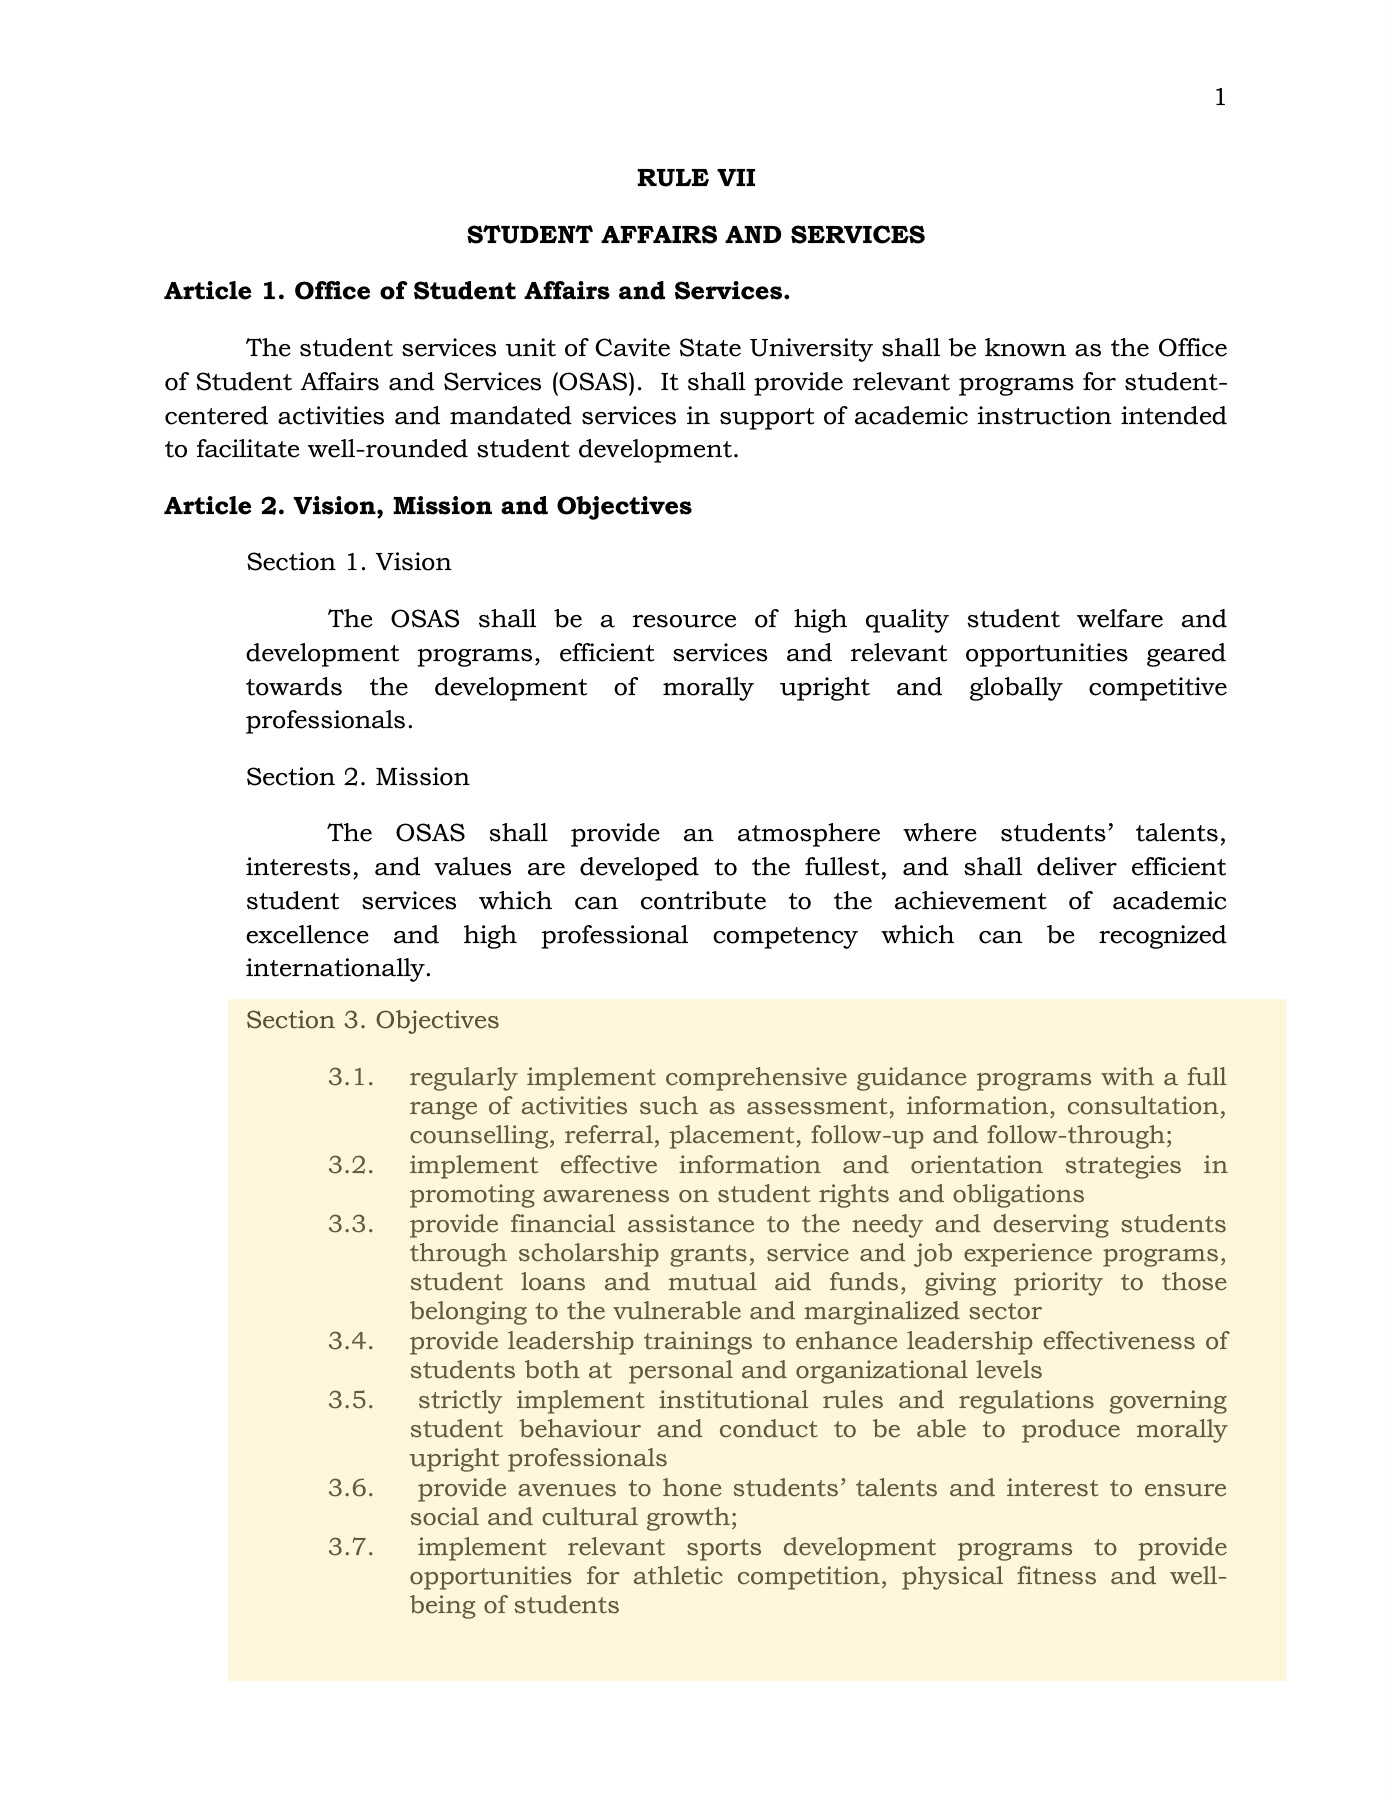 1
RULE VII
STUDENT AFFAIRS AND SERVICES
Article 1. Office of Student Affairs and Services.
The student services unit of Cavite State University shall be known as the Office
of Student Affairs and Services (OSAS).  It shall provide relevant programs for student-
centered activities and mandated services in support of academic instruction intended
to facilitate well-rounded student development.
Article 2. Vision, Mission and Objectives
Section 1. Vision
The OSAS shall be a resource of high quality student welfare and
development programs, efficient services and relevant opportunities geared
towards the development of morally upright and globally competitive
professionals.
Section 2. Mission
The OSAS shall provide an atmosphere where students’ talents,
interests, and values are developed to the fullest, and shall deliver efficient
student services which can contribute to the achievement of academic
excellence and high professional competency which can be recognized
internationally.
Section 3. Objectives
3.1. regularly implement comprehensive guidance programs with a full
range of activities such as assessment, information, consultation,
counselling, referral, placement, follow-up and follow-through;
3.2. implement effective information and orientation strategies in
promoting awareness on student rights and obligations
3.3. provide financial assistance to the needy and deserving students
through scholarship grants, service and job experience programs,
student loans and mutual aid funds, giving priority to those
belonging to the vulnerable and marginalized sector
3.4. provide leadership trainings to enhance leadership effectiveness of
students both at  personal and organizational levels
3.5. strictly implement institutional rules and regulations governing
student behaviour and conduct to be able to produce morally
upright professionals
3.6. provide avenues to hone students’ talents and interest to ensure
social and cultural growth;
3.7. implement relevant sports development programs to provide
opportunities for athletic competition, physical fitness and well-
being of students